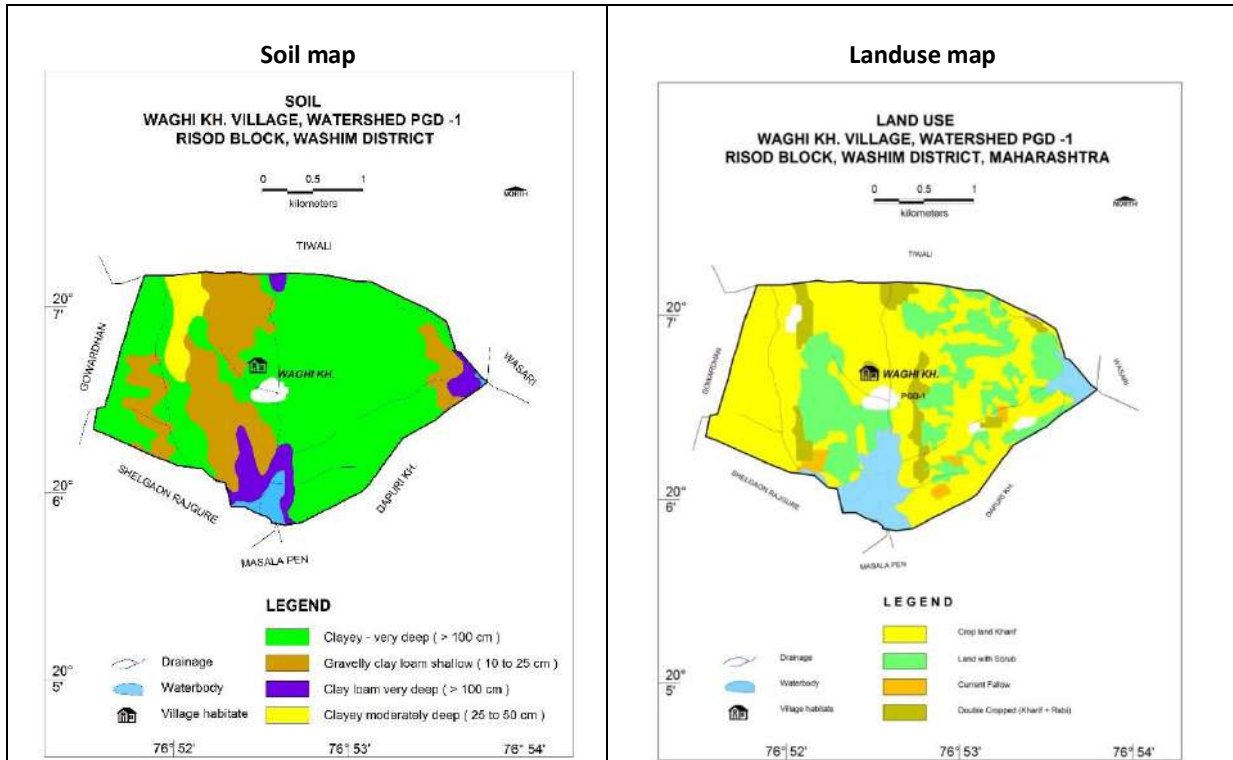 Soil map
SOIL
WAGHI KH. VILLAGE, WATERSHED PGD -1
RISOD BLOCK, WASHIM DISTRICT
0 0.5 1
kilometers
NORTH
TIWALI
20°
7'
GOWARDHAN
WAGHI KH.
WASARI
SHELGAON RAJGURE
DAPURI KH.
20°
6'
MASALA PEN
LEGEND
Clayey - very deep ( > 100 cm )
Drainage
Gravelly clay loam shallow ( 10 to 25 cm )
Waterbody
Clay loam very deep ( > 100 cm )
Village habitate
Clayey moderately deep ( 25 to 50 cm )
20°
5'
76° 52' 76° 53' 76° 54'
Landuse map
LAND USE
WAGHI KH. VILLAGE, WATERSHED PGD -1
RISOD BLOCK, WASHIM DISTRICT, MAHARASHTRA
0 0.5 1
kilometers
NORTH
TIWALI
20°
7'
GOWARDHAN
WAGHI KH.
PGD-1
WASARI
SHELGAON RAJGURE
DAPURI KH.
20°
6'
MASALA PEN
LEGEND
Crop land Kharif
Drainage
Land with Scrub
Waterbody
Current Fallow
Village habitate
Double Cropped (Kharif + Rabi)
20°
5'
76° 52' 76° 53' 76° 54'